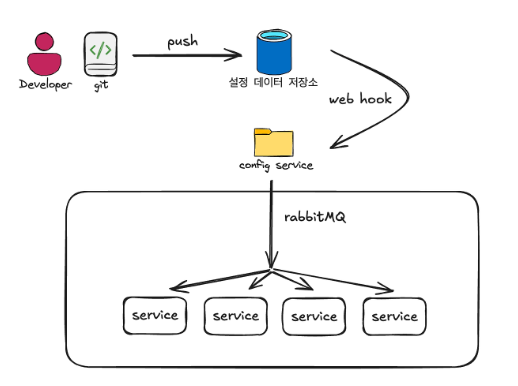 push
</>
Developer
git
설정 데이터 저장소
web hook
config service
rabbitMQ
service
service
service
service